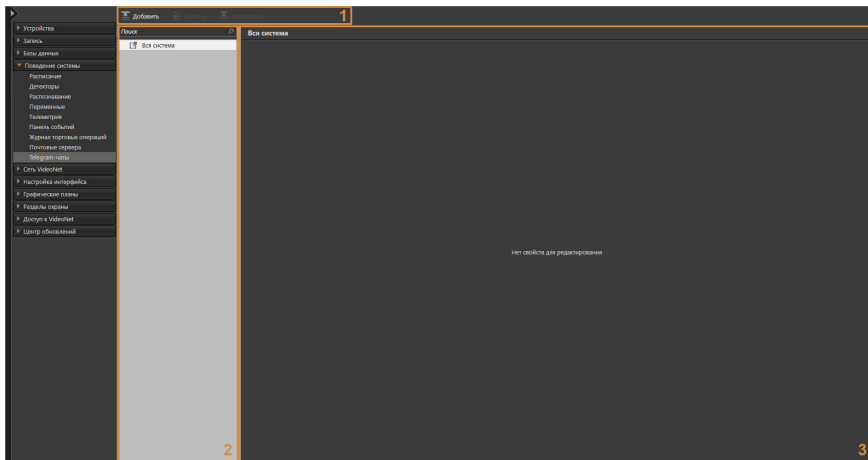 Добавить
1
Устройства
Запись
Базы данных
Поведение системы
Расписание
Детекторы
Распознавание
Переменные
Телеметрия
Панель событий
Журнал торговых операций
Почтовые сервера
Telegram-чаты
Сеть VideoNet
Настройка интерфейса
Графические планы
Разделы охраны
Доступ к VideoNet
Центр обновлений
Поиск
Вся система
2
Вся система
Нет свойств для редактирования
3